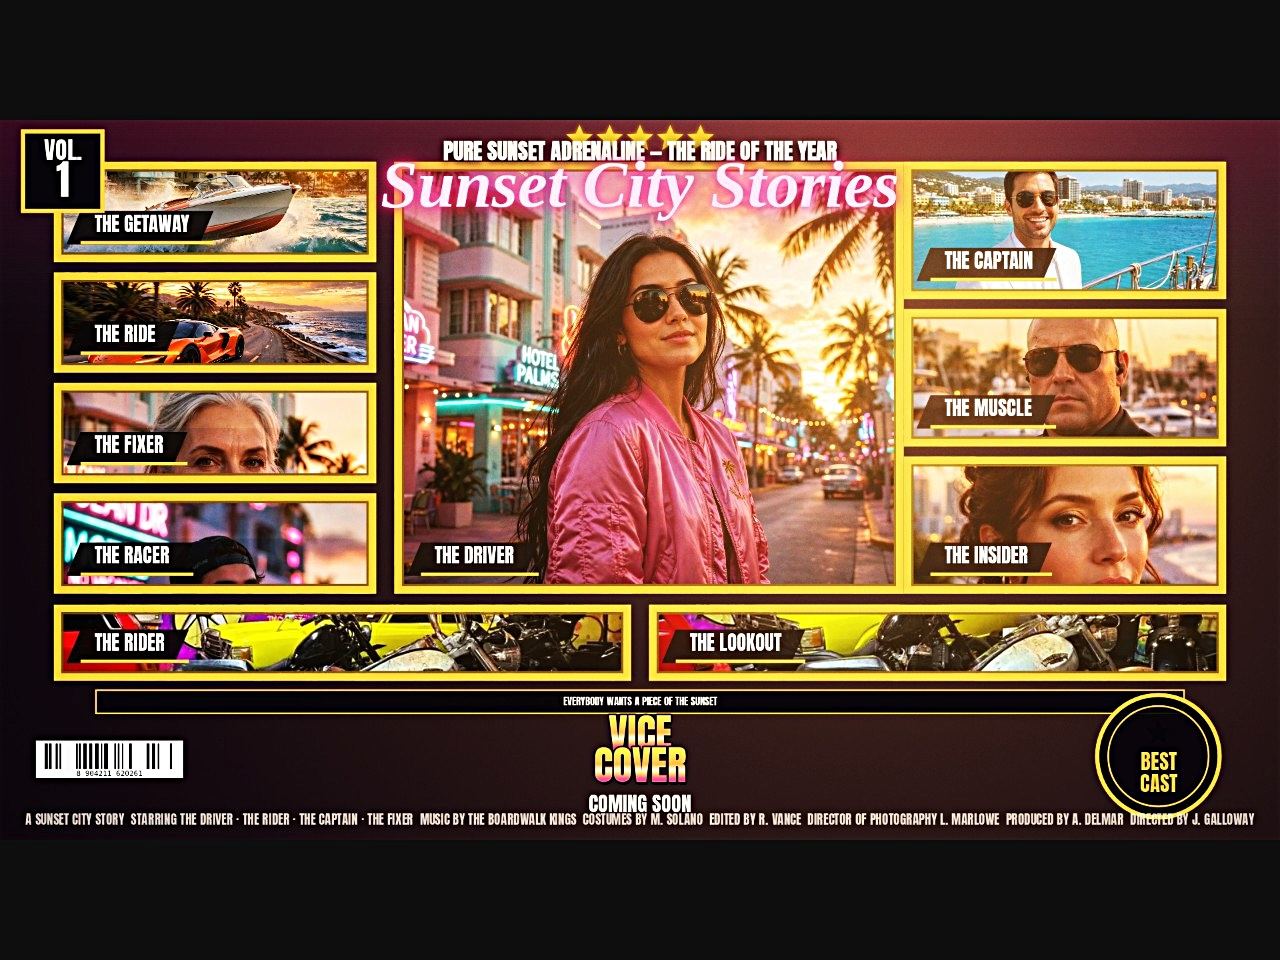 VOL.
1
PURE SUNSET ADRENALINE – THE RIDE OF THE YEAR
Sunset City Stories
THE GETAWAY
THE RIDE
THE FIXER
THE RACER
HOTEL
PALMS
THE DRIVER
THE CAPTAIN
THE MUSCLE
THE INSIDER
THE RIDER
THE LOOKOUT
EVERYBODY WANTS A PIECE OF THE SUNSET
VICE
COVER
COMING SOON
8 904211 620261
BEST
CAST
A SUNSET CITY STORY STARRING THE DRIVER · THE RIDER · THE CAPTAIN · THE FIXER MUSIC BY THE BOARDWALK KINGS COSTUMES BY M. SOLANO EDITED BY R. VANCE DIRECTOR OF PHOTOGRAPHY L. MARLOWE PRODUCED BY A. DELMAR DIRECTED BY J. GALLOWAY